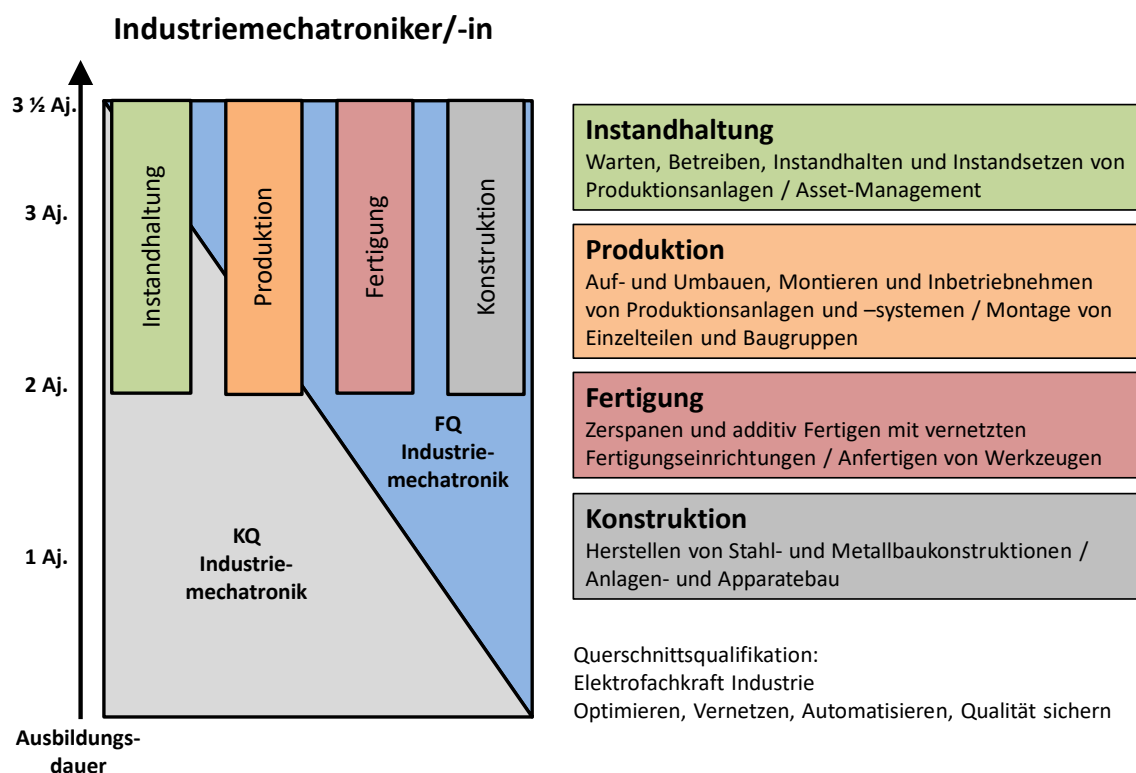 Industriemechatroniker/-in
3 ½ Aj.
3 Aj.
2 Aj.
1 Aj.
Ausbildungs-
dauer
Instandhaltung
Produktion
Fertigung
Konstruktion
FQ
Industrie-
mechatronik
KQ
Industrie-
mechatronik
Instandhaltung
Warten, Betreiben, Instandhalten und Instandsetzen von
Produktionsanlagen / Asset-Management
Produktion
Auf- und Umbauen, Montieren und Inbetriebnehmen
von Produktionsanlagen und –systemen / Montage von
Einzelteilen und Baugruppen
Fertigung
Zerspanen und additiv Fertigen mit vernetzten
Fertigungseinrichtungen / Anfertigen von Werkzeugen
Konstruktion
Herstellen von Stahl- und Metallbaukonstruktionen /
Anlagen- und Apparatebau
Querschnittsqualifikation:
Elektrofachkraft Industrie
Optimieren, Vernetzen, Automatisieren, Qualität sichern